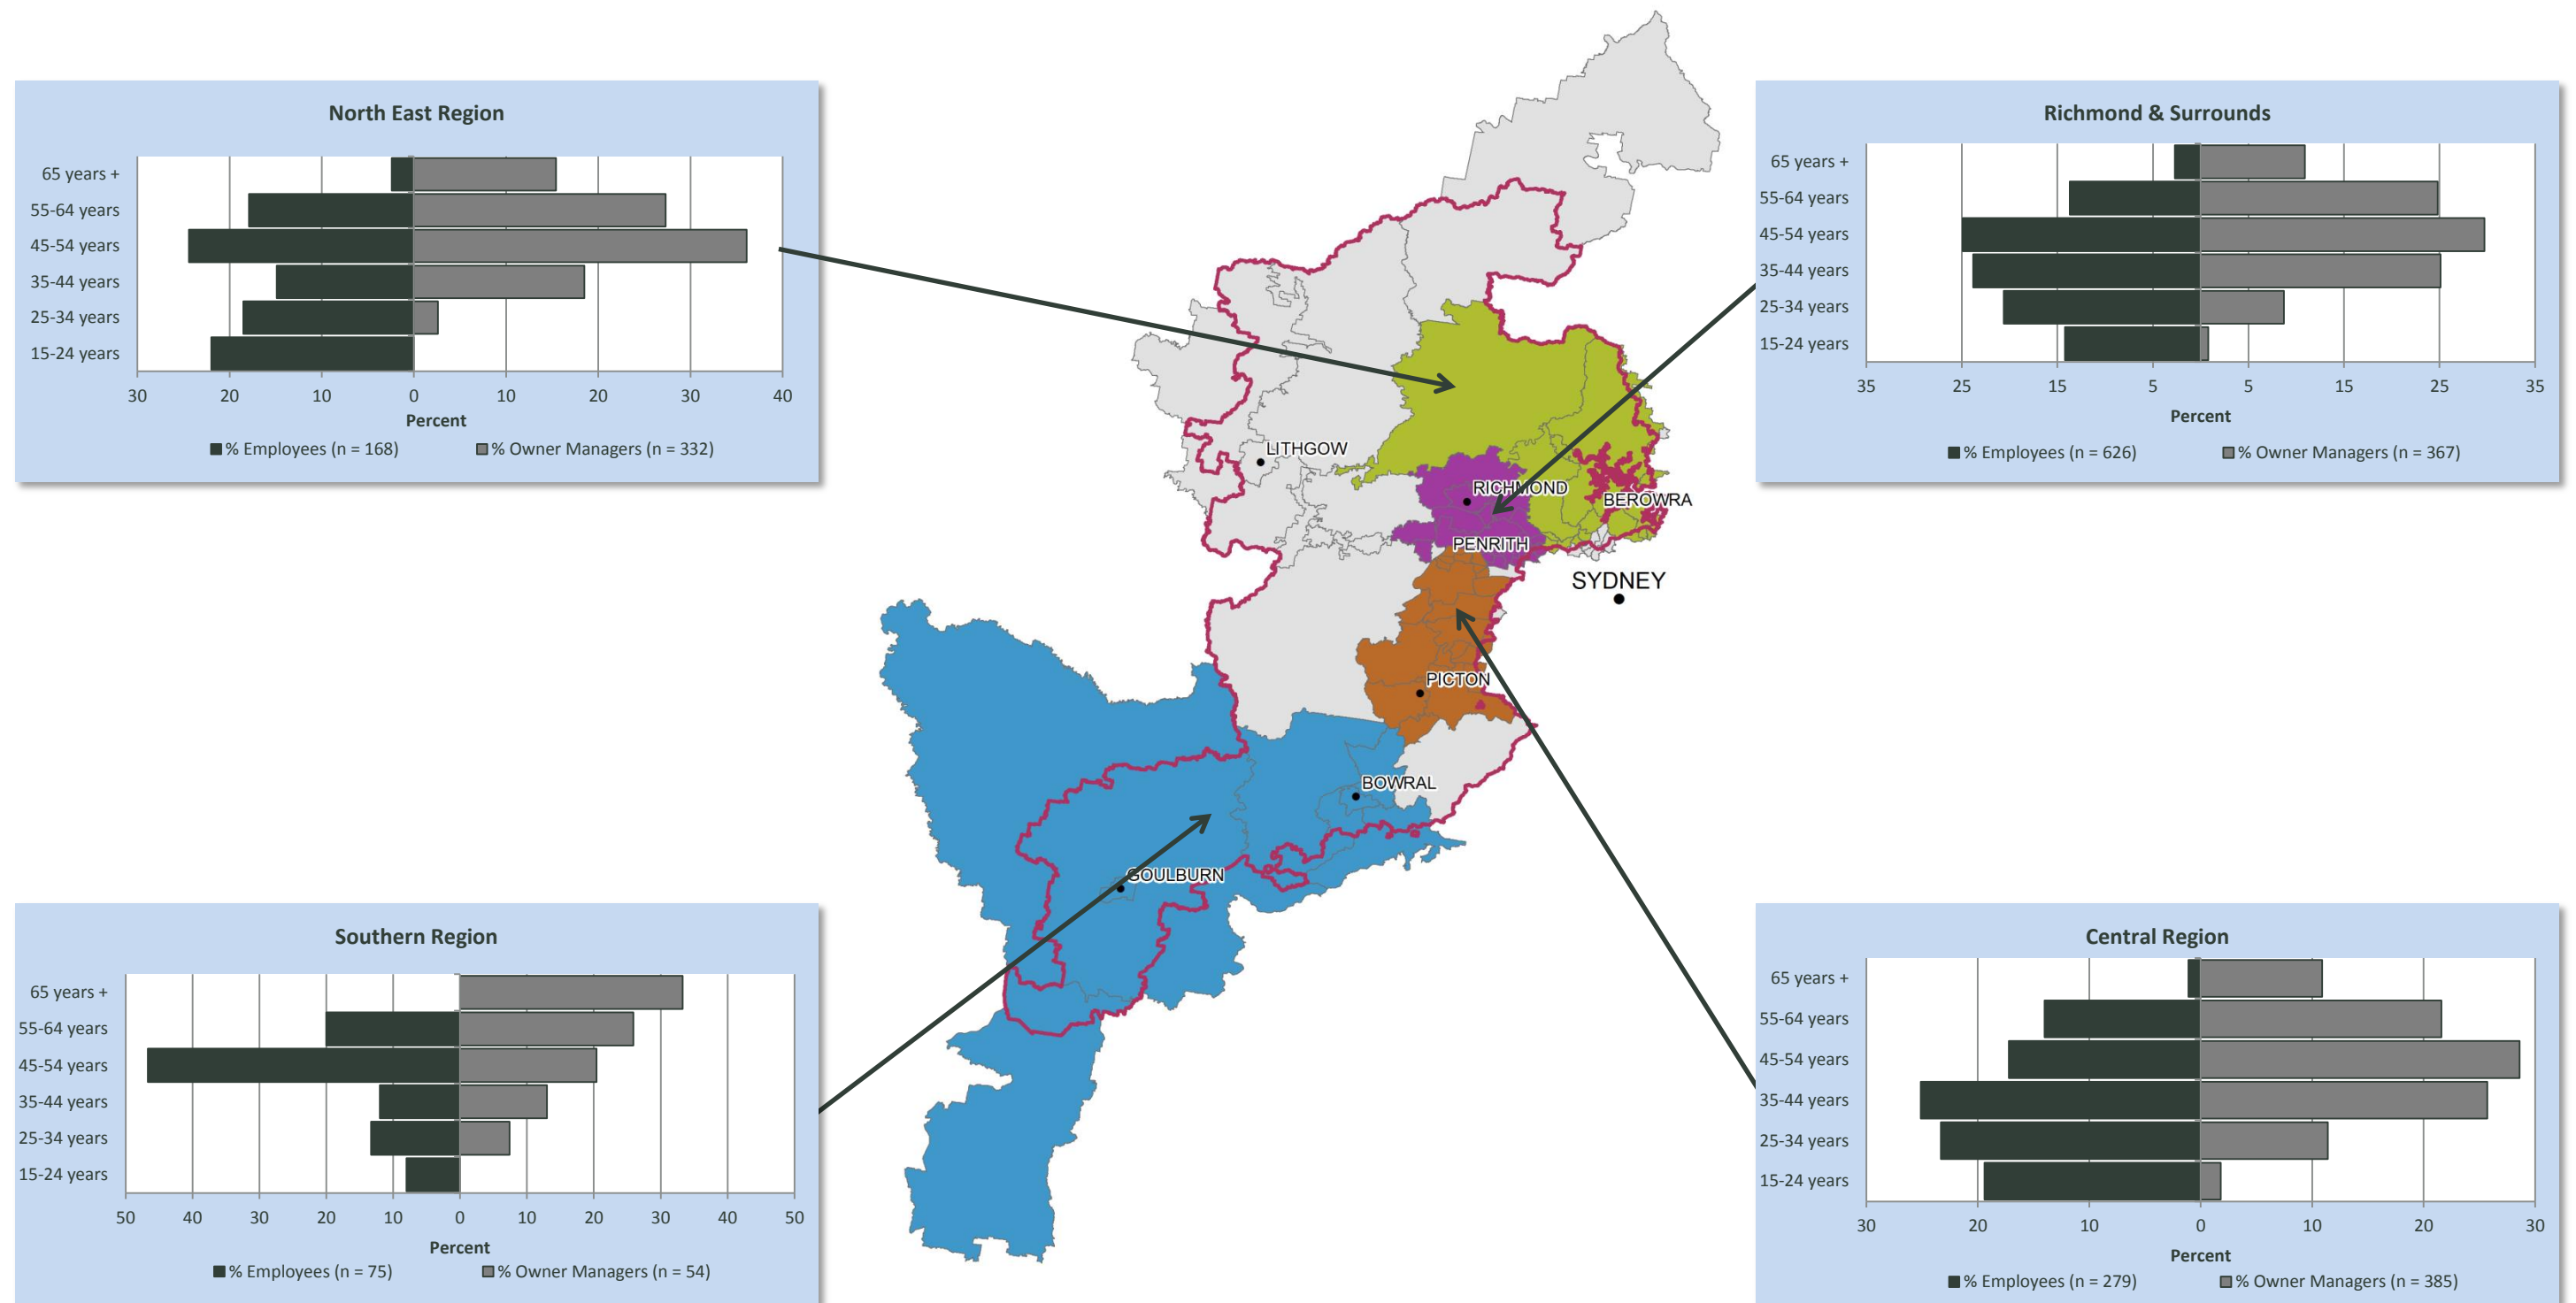 North East Region
65 years +
55-64 years
45-54 years
35-44 years
25-34 years
15-24 years
30 20 10 0 10 20 30 40
Percent
% Employees (n = 168) % Owner Managers (n = 332)
Richmond & Surrounds
65 years +
55-64 years
45-54 years
35-44 years
25-34 years
15-24 years
35 25 15 5 5 15 25 35
Percent
% Employees (n = 626) % Owner Managers (n = 367)
LITHGOW
RICHMOND
BEROWRA
PENRITH
SYDNEY
PICTON
BOWRAL
GOULBURN
Southern Region
65 years +
55-64 years
45-54 years
35-44 years
25-34 years
15-24 years
50 40 30 20 10 0 10 20 30 40 50
Percent
% Employees (n = 75) % Owner Managers (n = 54)
Central Region
65 years +
55-64 years
45-54 years
35-44 years
25-34 years
15-24 years
30 20 10 0 10 20 30
Percent
% Employees (n = 279) % Owner Managers (n = 385)